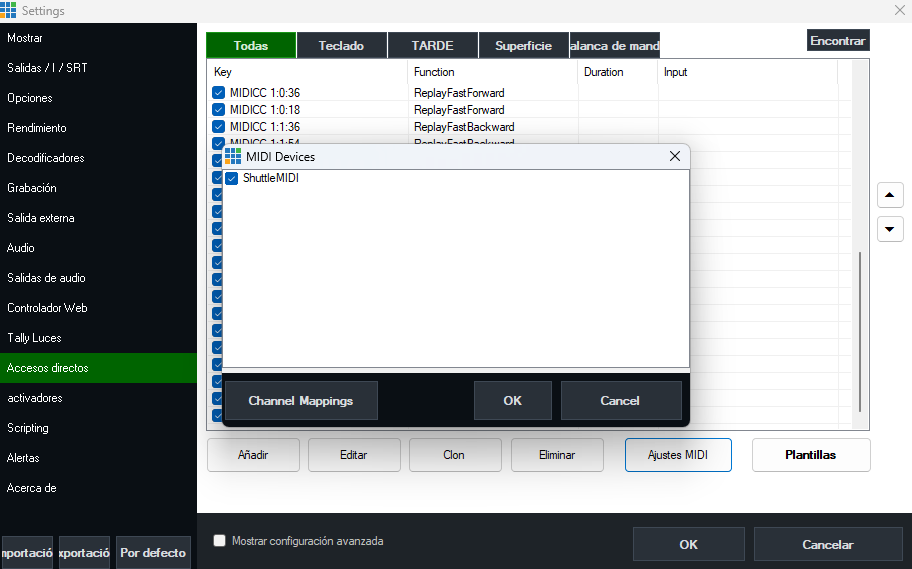 Settings
Mostrar
Salidas / I / SRT
Opciones
Rendimiento
Decodificadores
Grabación
Salida externa
Audio
Salidas de audio
Controlador Web
Tally Luces
Accesos directos
activadores
Scripting
Alertas
Acerca de
mportació
xportació
Por defecto
Todas
Teclado
TARDE
Superficie
alanca de mand
Encontrar
Key Function Duration Input
MIDICC 1:0:36 ReplayFastForward
MIDICC 1:0:18 ReplayFastForward
MIDICC 1:1:36 ReplayFastBackward
MIDICC 1:1:54 ReplayFastBackward
MIDI Devices
ShuttleMIDI
Channel Mappings
OK
Cancel
Añadir
Editar
Clon
Eliminar
Ajustes MIDI
Plantillas
Mostrar configuración avanzada
OK
Cancelar